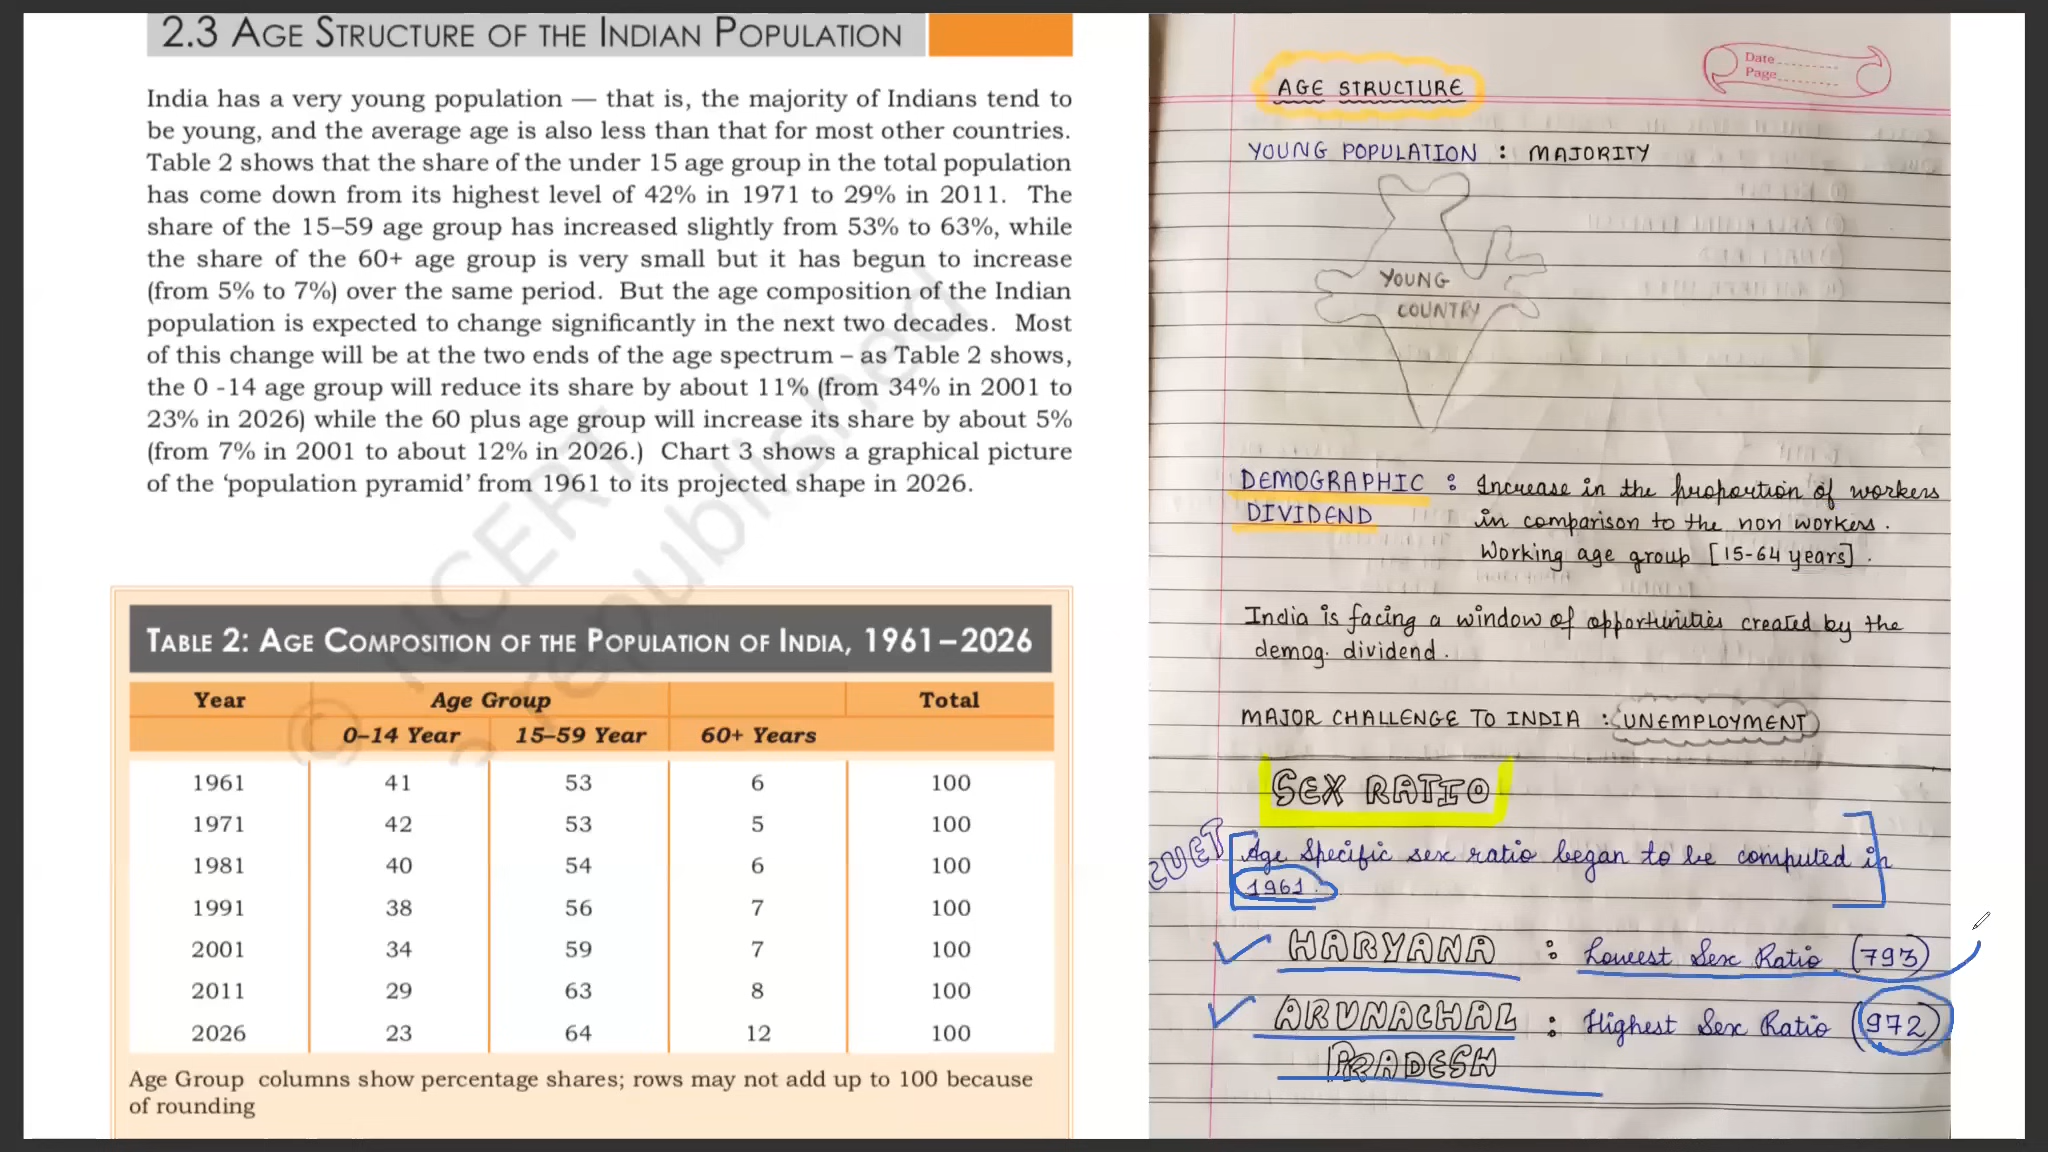 2.3 AGE STRUCTURE OF THE INDIAN POPULATION
India has a very young population — that is, the majority of Indians tend to
be young, and the average age is also less than that for most other countries.
Table 2 shows that the share of the under 15 age group in the total population
has come down from its highest level of 42% in 1971 to 29% in 2011. The
share of the 15–59 age group has increased slightly from 53% to 63%, while
the share of the 60+ age group is very small but it has begun to increase
(from 5% to 7%) over the same period. But the age composition of the Indian
population is expected to change significantly in the next two decades. Most
of this change will be at the two ends of the age spectrum – as Table 2 shows,
the 0 -14 age group will reduce its share by about 11% (from 34% in 2001 to
23% in 2026) while the 60 plus age group will increase its share by about 5%
(from 7% in 2001 to about 12% in 2026.) Chart 3 shows a graphical picture
of the ‘population pyramid’ from 1961 to its projected shape in 2026.
© NCERT
republished
TABLE 2: AGE COMPOSITION OF THE POPULATION OF INDIA, 1961–2026
Year Age Group Total
0–14 Year 15–59 Year 60+ Years
1961 41 53 6 100
1971 42 53 5 100
1981 40 54 6 100
1991 38 56 7 100
2001 34 59 7 100
2011 29 63 8 100
2026 23 64 12 100
Age Group columns show percentage shares; rows may not add up to 100 because
of rounding
Date
Page
AGE STRUCTURE
YOUNG POPULATION : MAJORITY
YOUNG
COUNTRY
DEMOGRAPHIC : Increase in the proportion of workers
DIVIDEND in comparison to the non workers.
Working age group [15-64 years].
India is facing a window of opportunities created by the
demog. dividend.
MAJOR CHALLENGE TO INDIA : UNEMPLOYMENT
SEX RATIO
CUET
Age Specific sex ratio began to be computed in
1961.
HARYANA : Lowest Sex Ratio (793)
ARUNACHAL : Highest Sex Ratio (972)
PRADESH